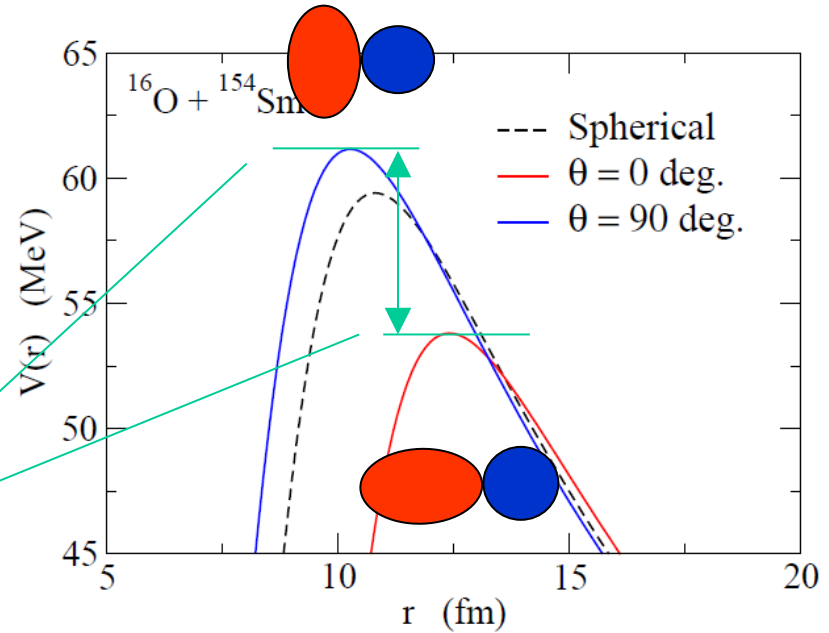 65
¹⁶O + ¹⁵⁴Sm
Spherical
θ = 0 deg.
θ = 90 deg.
60
55
50
45
V(r) (MeV)
5 10 15 20
r (fm)